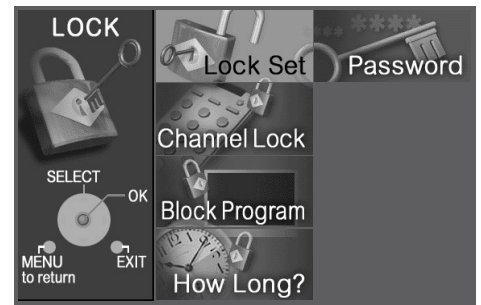 LOCK
SELECT
OK
MENU
to return
EXIT
Lock Set
Password
Channel Lock
Block Program
How Long?